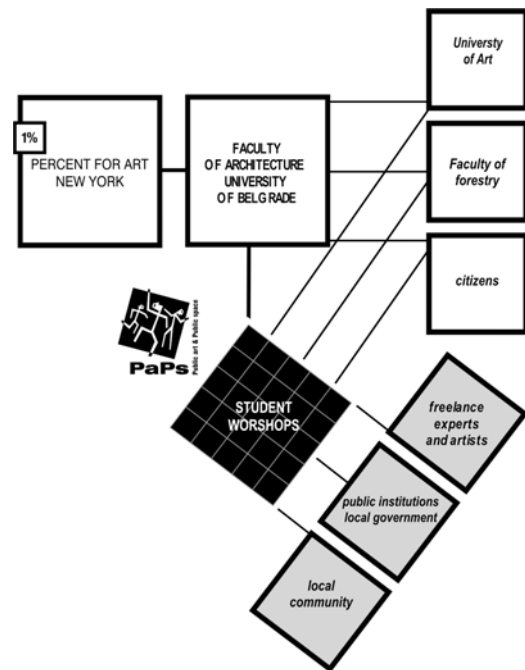 Universty
of Art
1%
PERCENT FOR ART
NEW YORK
FACULTY
OF ARCHITECTURE
UNIVERSITY
OF BELGRADE
Faculty
of forestry
citizens
PaPs
Public art & Public space
STUDENT
WORSHOPS
freelance
experts
and artists
public institutions
local government
local
community